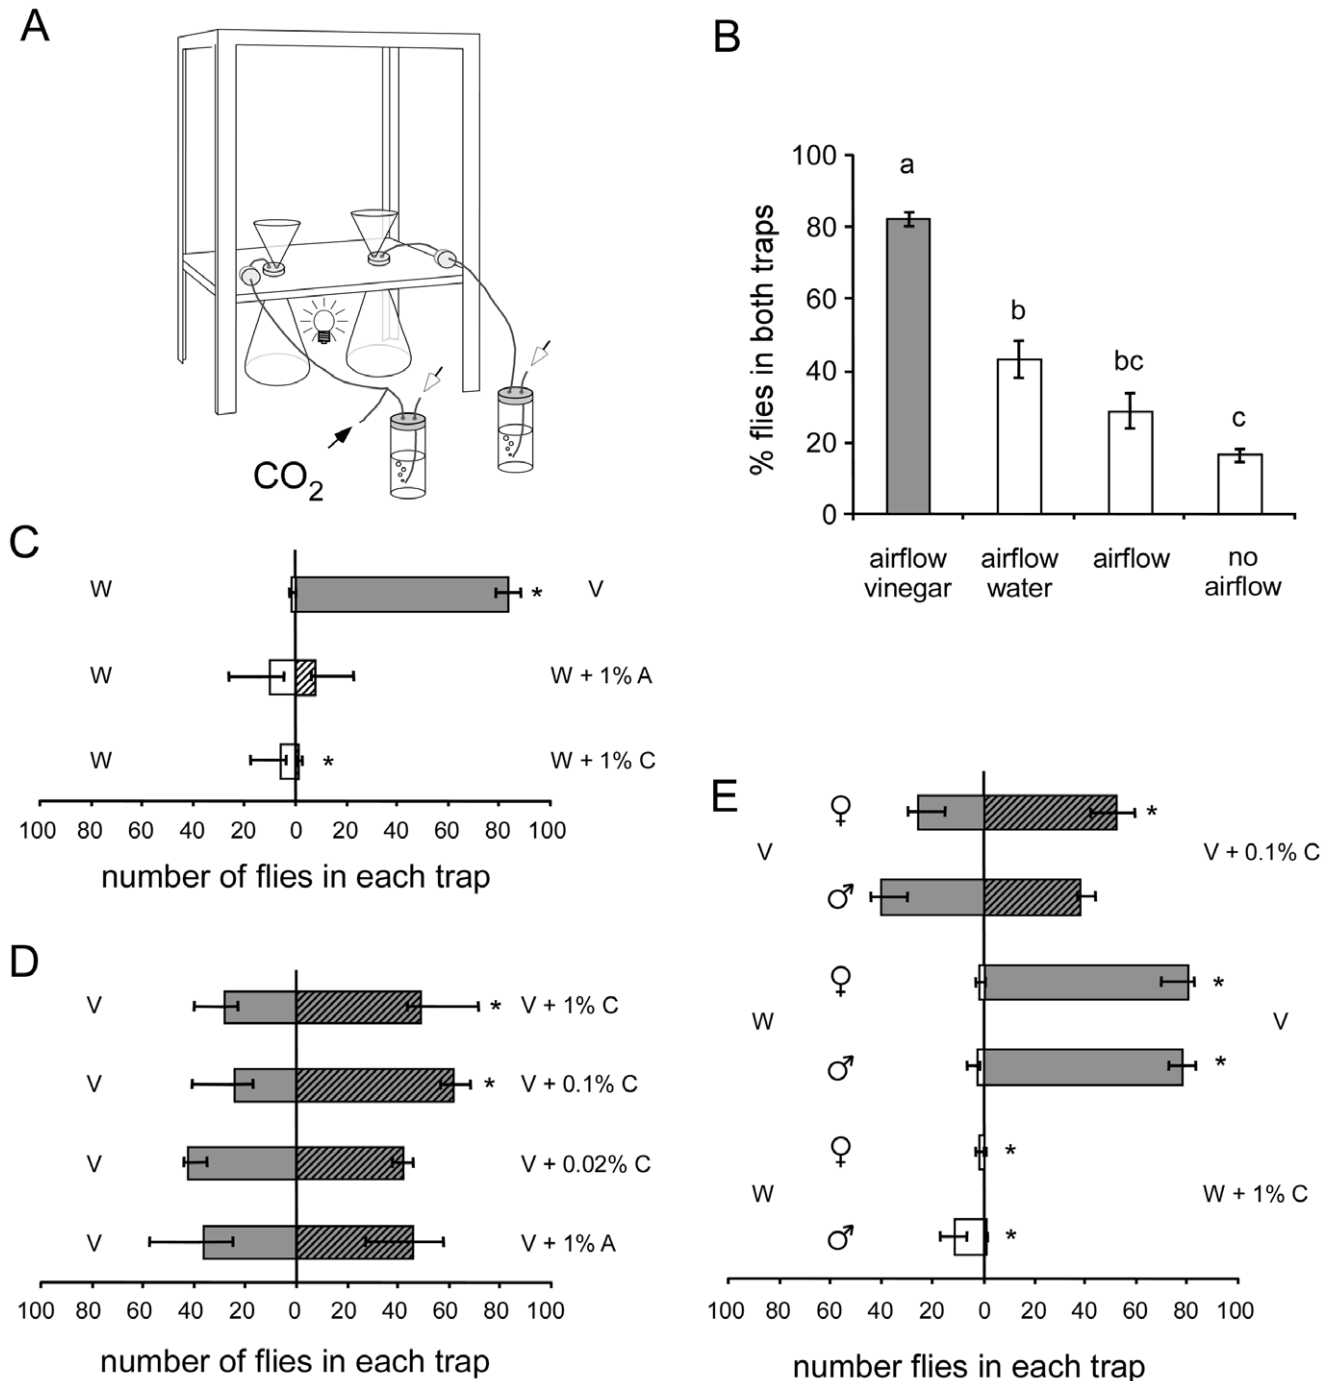 A
CO2
B
% flies in both traps
100
80
60
40
20
0
a
b
bc
c
airflow vinegar
airflow water
airflow
no airflow
C
W V
*
W W + 1% A
W W + 1% C
*
100 80 60 40 20 0 20 40 60 80 100
number of flies in each trap
D
V * V + 1% C
V * V + 0.1% C
V V + 0.02% C
V V + 1% A
100 80 60 40 20 0 20 40 60 80 100
number of flies in each trap
E
♀ *
V V + 0.1% C
♂
♀ *
W V
♂ *
♀ *
W W + 1% C
♂ *
100 80 60 40 20 0 20 40 60 80 100
number flies in each trap